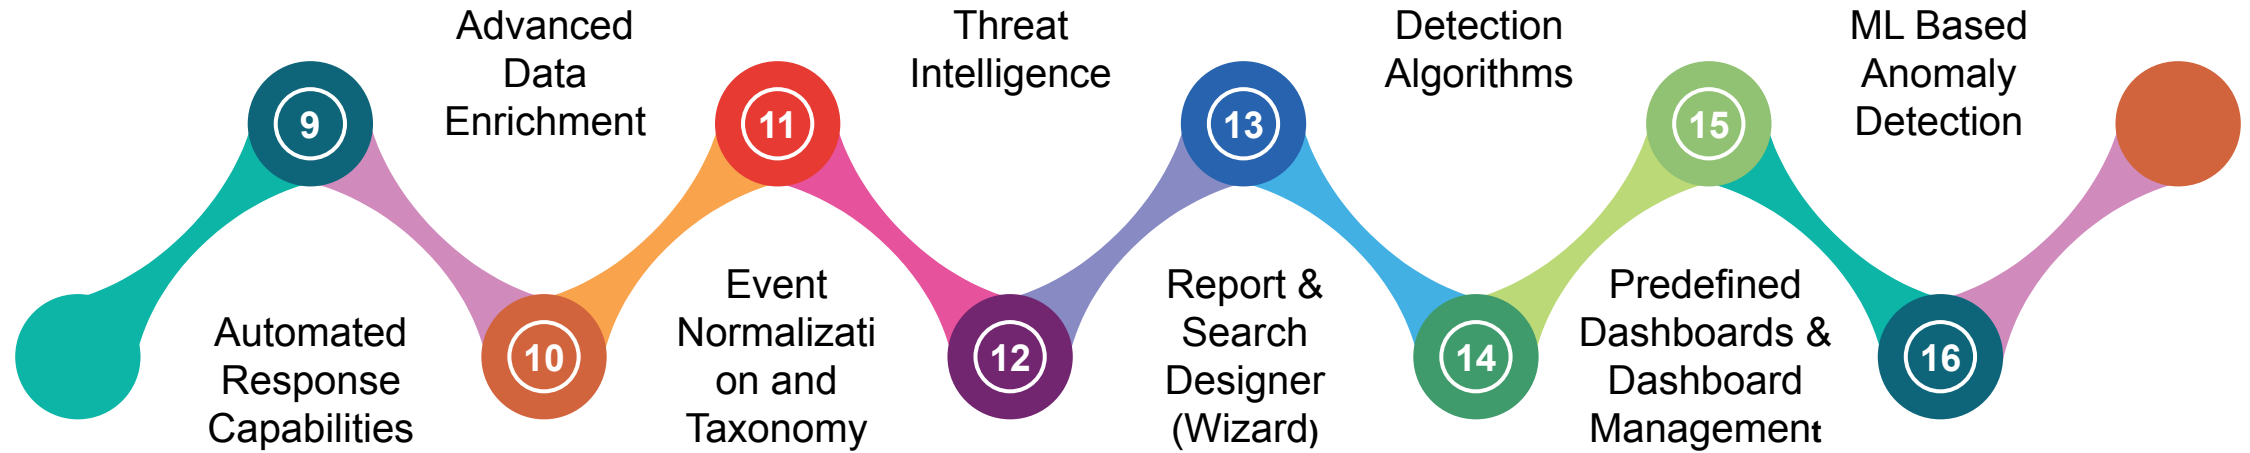 9
Automated
Response
Capabilities
Advanced
Data
Enrichment
10
11
Event
Normalizati
on and
Taxonomy
Threat
Intelligence
12
13
Report &
Search
Designer
(Wizard)
Detection
Algorithms
14
15
Predefined
Dashboards &
Dashboard
Management
ML Based
Anomaly
Detection
16